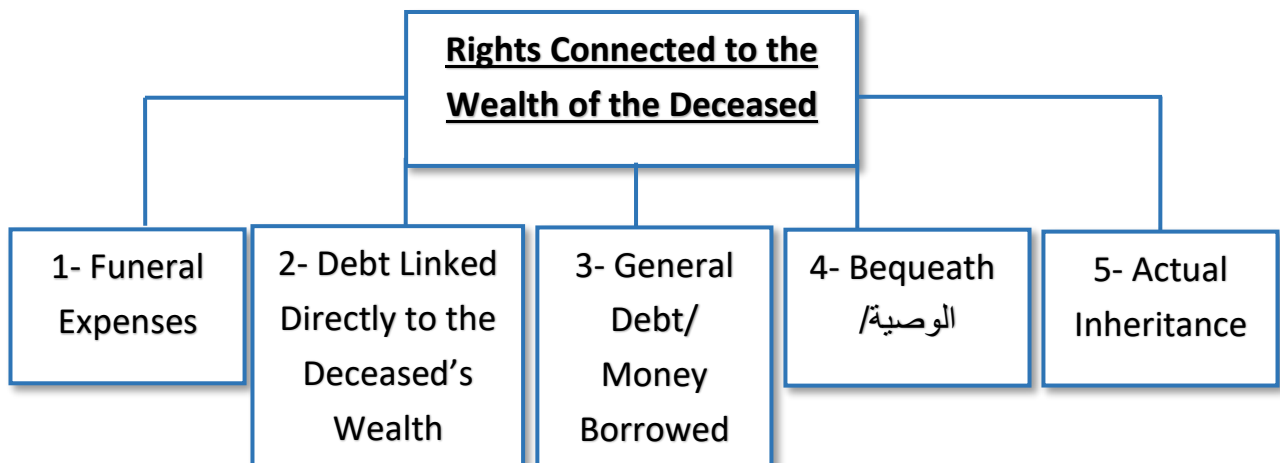 Rights Connected to the
Wealth of the Deceased
1- Funeral
Expenses
2- Debt Linked
Directly to the
Deceased’s
Wealth
3- General
Debt/
Money
Borrowed
4- Bequeath
/الوصية
5- Actual
Inheritance